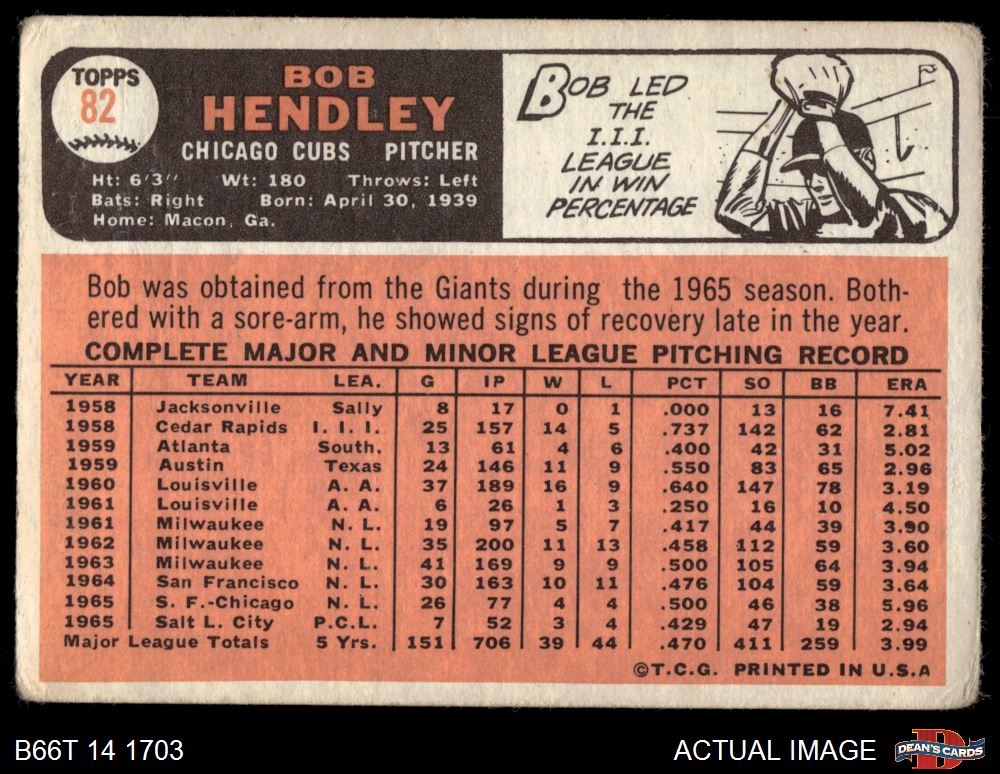 TOPPS
82
BOB
HENDLEY
CHICAGO CUBS PITCHER
Ht: 6'3" Wt: 180 Throws: Left
Bats: Right Born: April 30, 1939
Home: Macon, Ga.
BOB LED
THE
I.I.I.
LEAGUE
IN WIN
PERCENTAGE
Bob was obtained from the Giants during the 1965 season. Both-
ered with a sore-arm, he showed signs of recovery late in the year.
COMPLETE MAJOR AND MINOR LEAGUE PITCHING RECORD
YEAR TEAM LEA. G IP W L PCT SO BB ERA
1958 Jacksonville Sally 8 17 0 1 .000 13 16 7.41
1958 Cedar Rapids I. I. I. 25 157 14 5 .737 142 62 2.81
1959 Atlanta South. 13 61 4 6 .400 42 31 5.02
1959 Austin Texas 24 146 11 9 .550 83 65 2.96
1960 Louisville A. A. 37 189 16 9 .640 147 78 3.19
1961 Louisville A. A. 6 26 1 3 .250 16 10 4.50
1961 Milwaukee N. L. 19 97 5 7 .417 44 39 3.90
1962 Milwaukee N. L. 35 200 11 13 .458 112 59 3.60
1963 Milwaukee N. L. 41 169 9 9 .500 105 64 3.94
1964 San Francisco N. L. 30 163 10 11 .476 104 59 3.64
1965 S. F.-Chicago N. L. 26 77 4 4 .500 46 38 5.96
1965 Salt L. City P.C.L. 7 52 3 4 .429 47 19 2.94
Major League Totals 5 Yrs. 151 706 39 44 .470 411 259 3.99
©T.C.G. PRINTED IN U.S.A
B66T 14 1703
ACTUAL IMAGE
D
DEAN'S CARDS